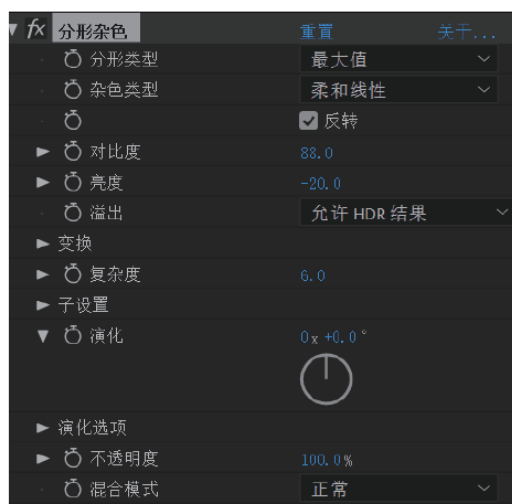 fx 分形杂色 重置 关于...
分形类型 最大值
杂色类型 柔和线性
反转
对比度 88.0
亮度 -20.0
溢出 允许 HDR 结果
变换
复杂度 6.0
子设置
演化 0x +0.0°
演化选项
不透明度 100.0%
混合模式 正常